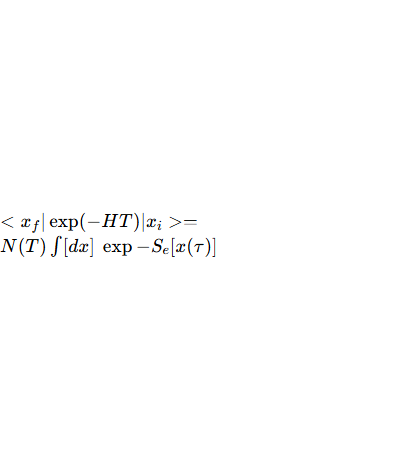 < x_f| exp(−HT)|x_i >=
N(T) ∫[dx] exp −S_e[x(τ)]